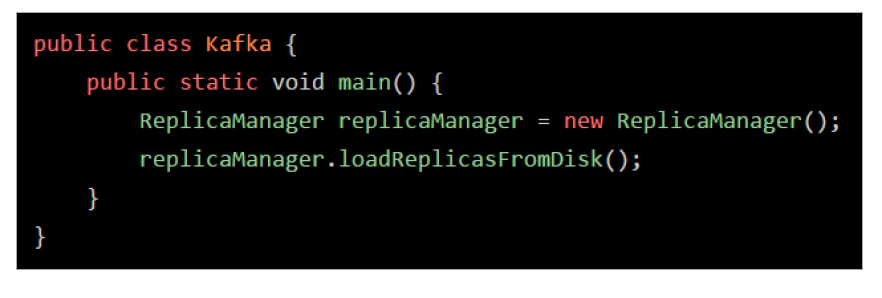 public class Kafka {
    public static void main() {
        ReplicaManager replicaManager = new ReplicaManager();
        replicaManager.loadReplicasFromDisk();
    }
}